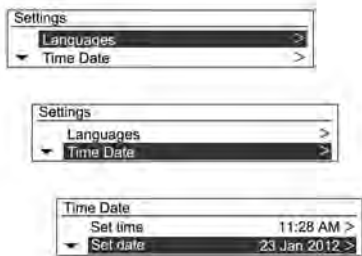 Settings
Languages >
Time Date >
Settings
Languages >
Time Date >
Time Date
Set time 11:28 AM >
Set date 23 Jan 2012 >